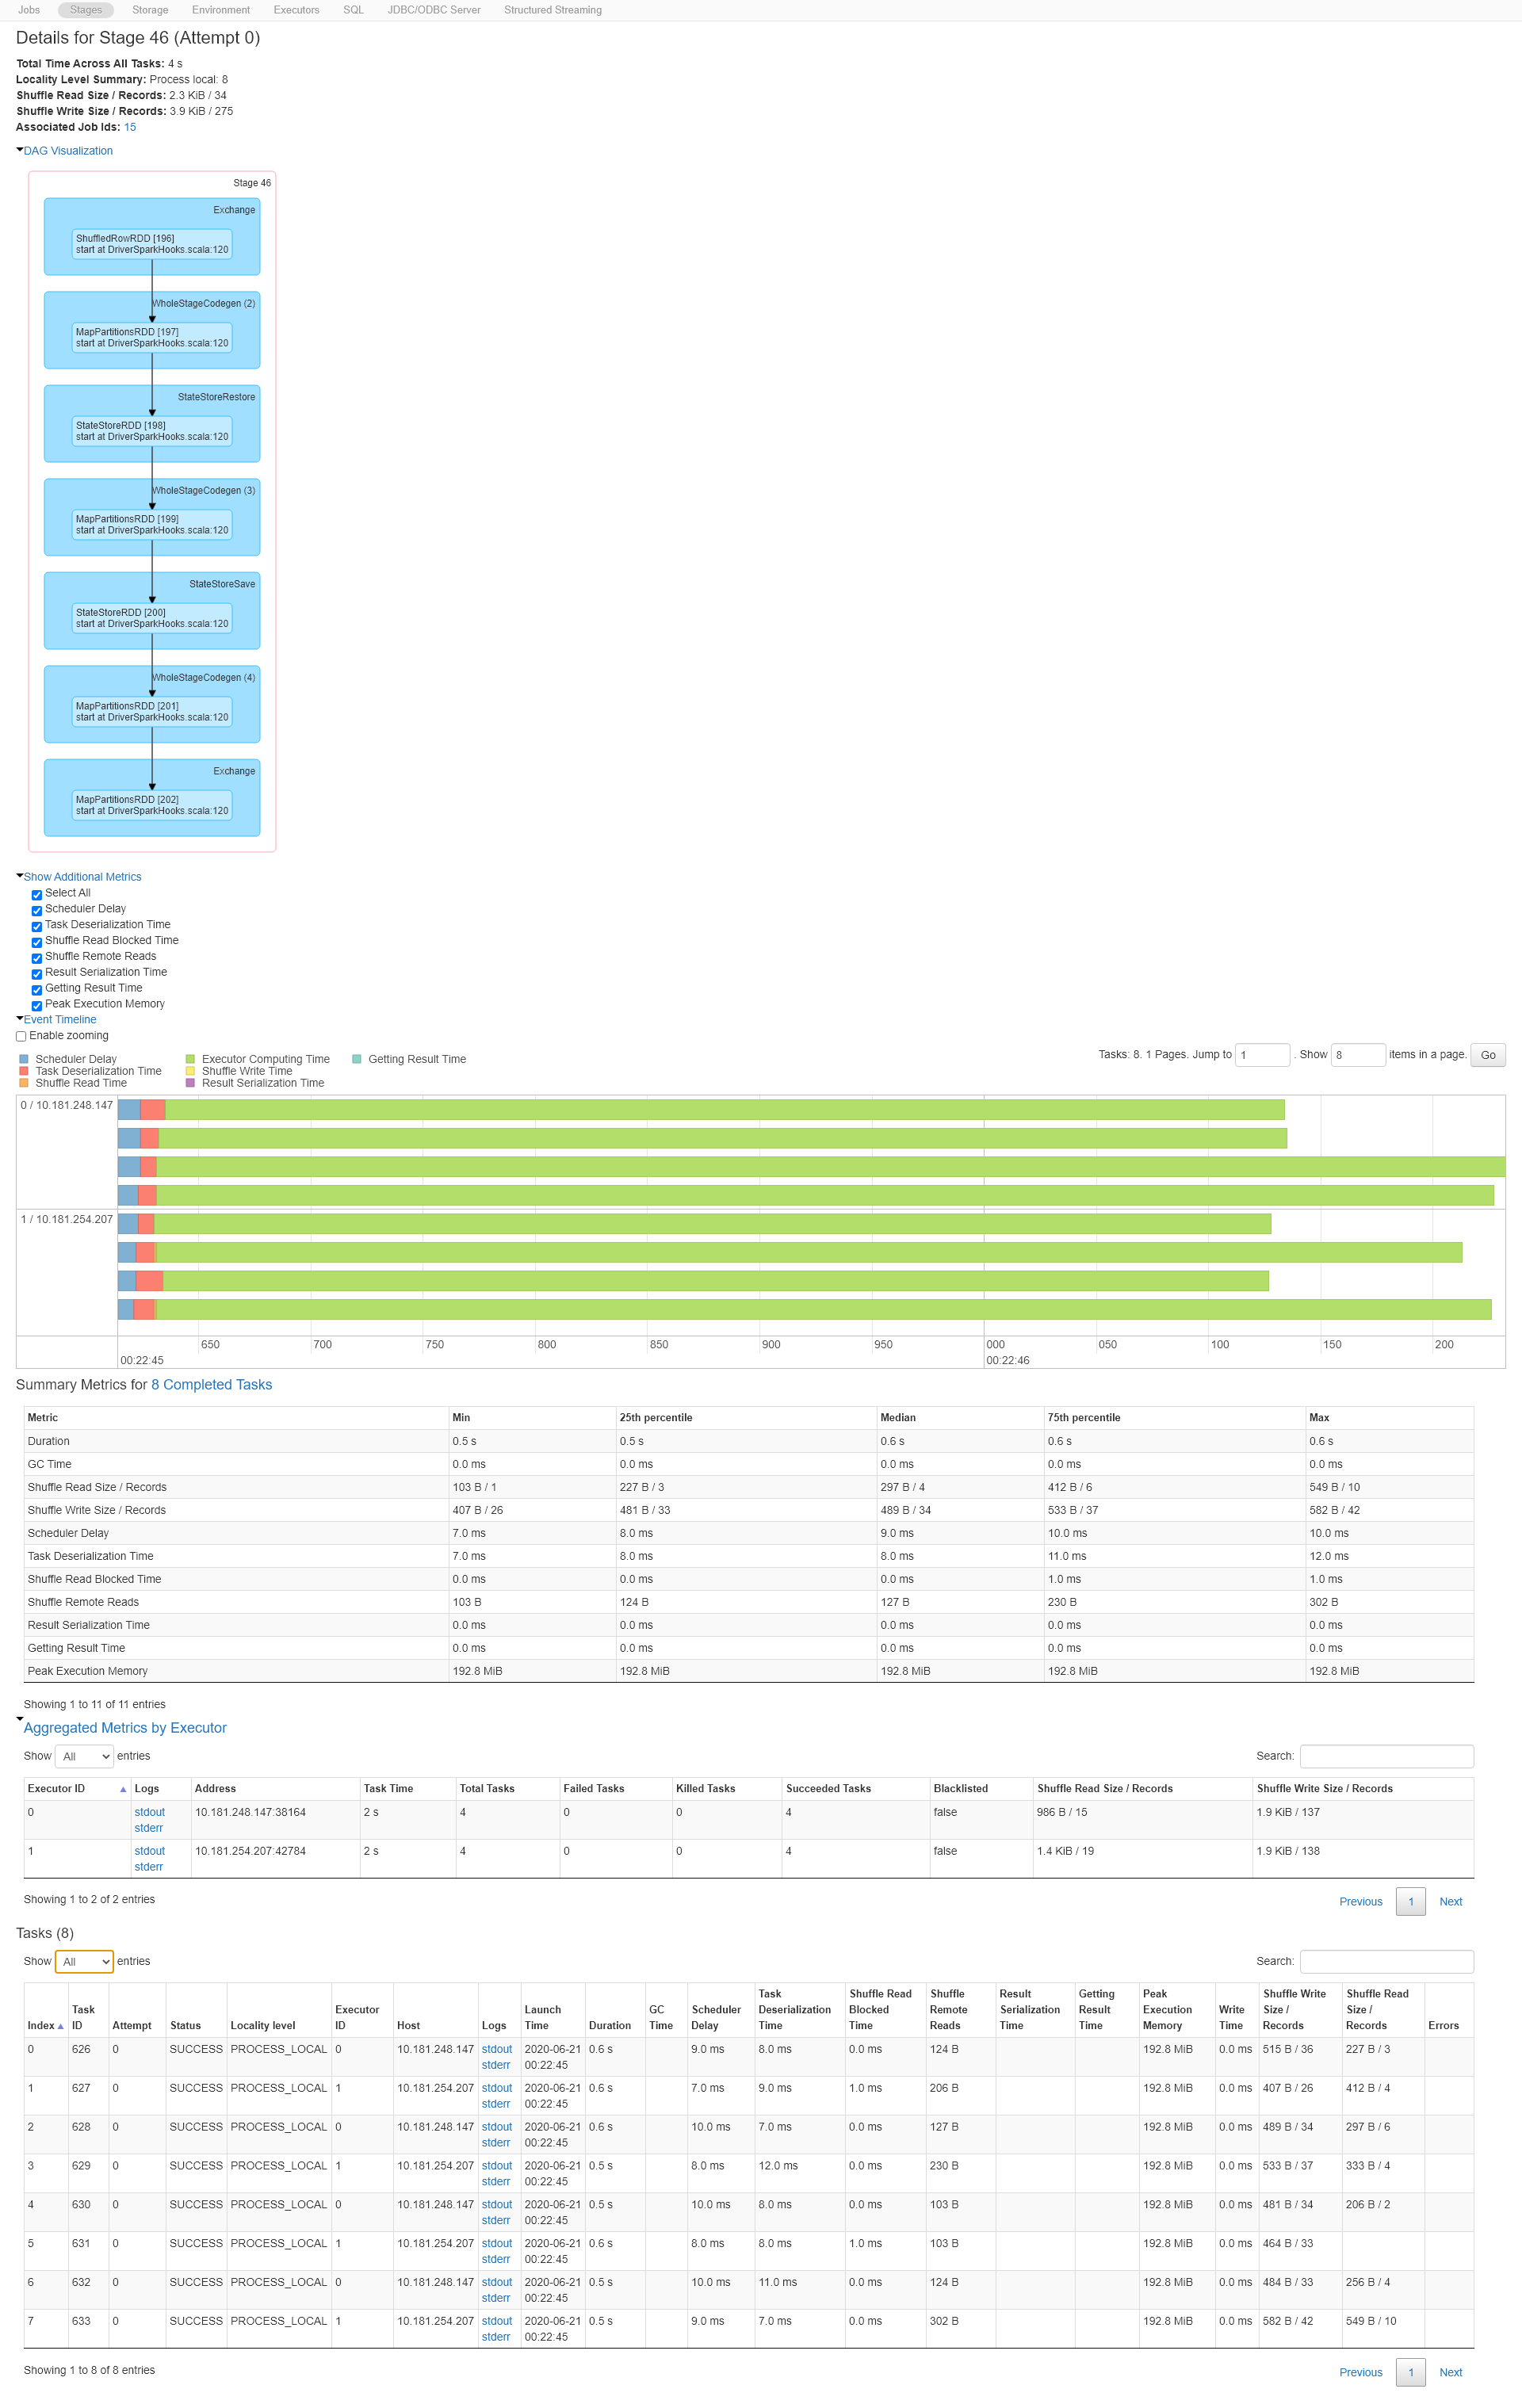 Jobs Stages Storage Environment Executors SQL JDBC/ODBC Server Structured Streaming
Details for Stage 46 (Attempt 0)
Total Time Across All Tasks: 4 s
Locality Level Summary: Process local: 8
Shuffle Read Size / Records: 2.3 KiB / 34
Shuffle Write Size / Records: 3.9 KiB / 275
Associated Job Ids: 15
DAG Visualization
Stage 46
Exchange
ShuffledRowRDD [196]
start at DriverSparkHooks.scala:120
WholeStageCodegen (2)
MapPartitionsRDD [197]
start at DriverSparkHooks.scala:120
StateStoreRestore
StateStoreRDD [198]
start at DriverSparkHooks.scala:120
WholeStageCodegen (3)
MapPartitionsRDD [199]
start at DriverSparkHooks.scala:120
StateStoreSave
StateStoreRDD [200]
start at DriverSparkHooks.scala:120
WholeStageCodegen (4)
MapPartitionsRDD [201]
start at DriverSparkHooks.scala:120
Exchange
MapPartitionsRDD [202]
start at DriverSparkHooks.scala:120
Show Additional Metrics
Select All
Scheduler Delay
Task Deserialization Time
Shuffle Read Blocked Time
Shuffle Remote Reads
Result Serialization Time
Getting Result Time
Peak Execution Memory
Event Timeline
Enable zooming
Tasks: 8. 1 Pages. Jump to 1 . Show 8 items in a page. Go
Scheduler Delay Executor Computing Time Getting Result Time
Task Deserialization Time Shuffle Write Time
Shuffle Read Time Result Serialization Time
0 / 10.181.248.147
1 / 10.181.254.207
650 700 750 800 850 900 950 000 050 100 150 200
00:22:45 00:22:46
Summary Metrics for 8 Completed Tasks
Metric Min 25th percentile Median 75th percentile Max
Duration 0.5 s 0.5 s 0.6 s 0.6 s 0.6 s
GC Time 0.0 ms 0.0 ms 0.0 ms 0.0 ms 0.0 ms
Shuffle Read Size / Records 103 B / 1 227 B / 3 297 B / 4 412 B / 6 549 B / 10
Shuffle Write Size / Records 407 B / 26 481 B / 33 489 B / 34 533 B / 37 582 B / 42
Scheduler Delay 7.0 ms 8.0 ms 9.0 ms 10.0 ms 10.0 ms
Task Deserialization Time 7.0 ms 8.0 ms 8.0 ms 11.0 ms 12.0 ms
Shuffle Read Blocked Time 0.0 ms 0.0 ms 0.0 ms 1.0 ms 1.0 ms
Shuffle Remote Reads 103 B 124 B 127 B 230 B 302 B
Result Serialization Time 0.0 ms 0.0 ms 0.0 ms 0.0 ms 0.0 ms
Getting Result Time 0.0 ms 0.0 ms 0.0 ms 0.0 ms 0.0 ms
Peak Execution Memory 192.8 MiB 192.8 MiB 192.8 MiB 192.8 MiB 192.8 MiB
Showing 1 to 11 of 11 entries
Aggregated Metrics by Executor
Show All entries Search:
Executor ID Logs Address Task Time Total Tasks Failed Tasks Killed Tasks Succeeded Tasks Blacklisted Shuffle Read Size / Records Shuffle Write Size / Records
0 stdout 10.181.248.147:38164 2 s 4 0 0 4 false 986 B / 15 1.9 KiB / 137
stderr
1 stdout 10.181.254.207:42784 2 s 4 0 0 4 false 1.4 KiB / 19 1.9 KiB / 138
stderr
Showing 1 to 2 of 2 entries Previous 1 Next
Tasks (8)
Show All entries Search:
Task Shuffle Read Shuffle Result Getting Peak Shuffle Write Shuffle Read
Task Executor Launch GC Scheduler Deserialization Blocked Remote Serialization Result Execution Write Size / Size /
Index ID Attempt Status Locality level ID Host Logs Time Duration Time Delay Time Time Reads Time Time Memory Time Records Records Errors
0 626 0 SUCCESS PROCESS_LOCAL 0 10.181.248.147 stdout 2020-06-21 0.6 s 9.0 ms 8.0 ms 0.0 ms 124 B 192.8 MiB 0.0 ms 515 B / 36 227 B / 3
stderr 00:22:45
1 627 0 SUCCESS PROCESS_LOCAL 1 10.181.254.207 stdout 2020-06-21 0.6 s 7.0 ms 9.0 ms 1.0 ms 206 B 192.8 MiB 0.0 ms 407 B / 26 412 B / 4
stderr 00:22:45
2 628 0 SUCCESS PROCESS_LOCAL 0 10.181.248.147 stdout 2020-06-21 0.6 s 10.0 ms 7.0 ms 0.0 ms 127 B 192.8 MiB 0.0 ms 489 B / 34 297 B / 6
stderr 00:22:45
3 629 0 SUCCESS PROCESS_LOCAL 1 10.181.254.207 stdout 2020-06-21 0.5 s 8.0 ms 12.0 ms 0.0 ms 230 B 192.8 MiB 0.0 ms 533 B / 37 333 B / 4
stderr 00:22:45
4 630 0 SUCCESS PROCESS_LOCAL 0 10.181.248.147 stdout 2020-06-21 0.5 s 10.0 ms 8.0 ms 0.0 ms 103 B 192.8 MiB 0.0 ms 481 B / 34 206 B / 2
stderr 00:22:45
5 631 0 SUCCESS PROCESS_LOCAL 1 10.181.254.207 stdout 2020-06-21 0.6 s 8.0 ms 8.0 ms 1.0 ms 103 B 192.8 MiB 0.0 ms 464 B / 33
stderr 00:22:45
6 632 0 SUCCESS PROCESS_LOCAL 0 10.181.248.147 stdout 2020-06-21 0.5 s 10.0 ms 11.0 ms 0.0 ms 124 B 192.8 MiB 0.0 ms 484 B / 33 256 B / 4
stderr 00:22:45
7 633 0 SUCCESS PROCESS_LOCAL 1 10.181.254.207 stdout 2020-06-21 0.5 s 9.0 ms 7.0 ms 0.0 ms 302 B 192.8 MiB 0.0 ms 582 B / 42 549 B / 10
stderr 00:22:45
Showing 1 to 8 of 8 entries Previous 1 Next